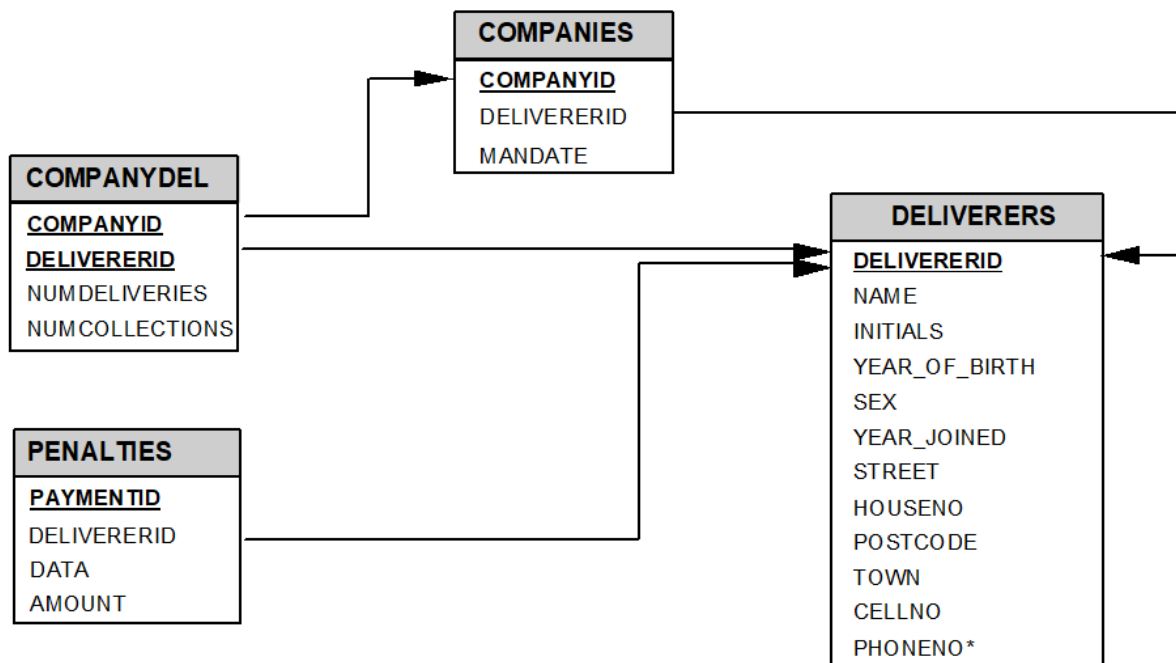 COMPANIES
COMPANYID
DELIVERERID
MANDATE
COMPANYDEL
COMPANYID
DELIVERERID
NUMDELIVERIES
NUMCOLLECTIONS
DELIVERERS
DELIVERERID
NAME
INITIALS
YEAR_OF_BIRTH
SEX
YEAR_JOINED
STREET
HOUSENO
POSTCODE
TOWN
CELLNO
PHONENO*
PENALTIES
PAYMENTID
DELIVERERID
DATA
AMOUNT